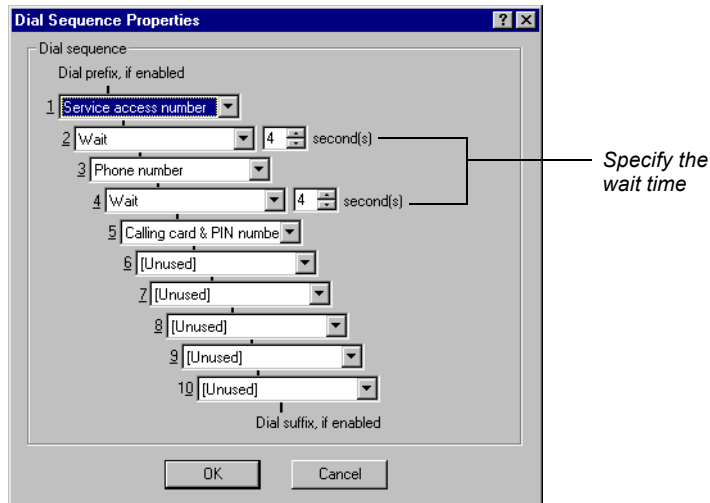 Dial Sequence Properties
? X
Dial sequence
Dial prefix, if enabled
1 Service access number
2 Wait 4 second(s)
3 Phone number
Specify the
wait time
4 Wait 4 second(s)
5 Calling card & PIN numbe
6 [Unused]
7 [Unused]
8 [Unused]
9 [Unused]
10 [Unused]
Dial suffix, if enabled
OK Cancel